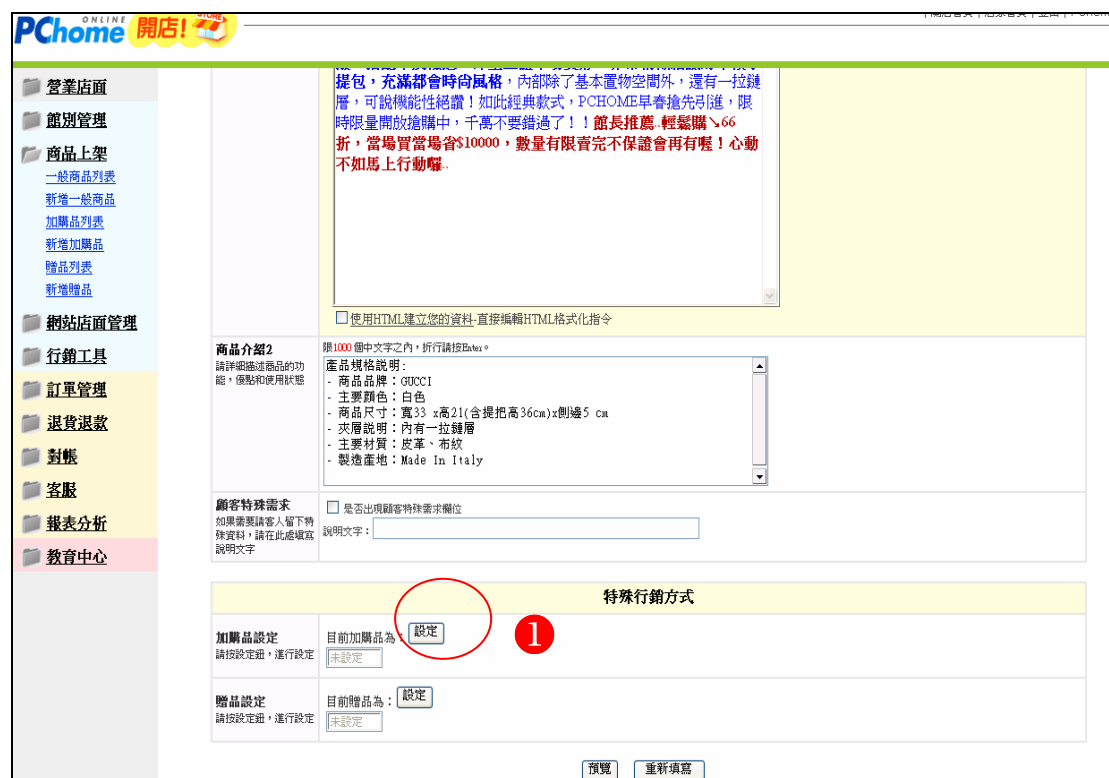 PChome ONLINE 開店! STORE
營業店面
館別管理
商品上架
一般商品列表
新增一般商品
加購品列表
新增加購品
贈品列表
新增贈品
網站店面管理
行銷工具
訂單管理
退貨退款
對帳
客服
報表分析
教育中心
提包，充滿都會時尚風格，內部除了基本置物空間外，還有一拉鏈
層，可說機能性絕讚！如此經典款式，PCHOME早春搶先引進，限
時限量開放搶購中，千萬不要錯過了！！館長推薦..輕鬆購↘66
折，當場買當場省$10000，數量有限賣完不保證會再有喔！心動
不如馬上行動囉..
使用HTML建立您的資料-直接編輯HTML格式化指令
商品介紹2
請詳細描述商品的功
能，優點和使用狀態
限1000 個中文字之內，折行請按Enter。
產品規格說明:
- 商品品牌：GUCCI
- 主要顏色：白色
- 商品尺寸：寬33 x高21(含提把高36cm)x側邊5 cm
- 夾層說明：內有一拉鏈層
- 主要材質：皮革、布紋
- 製造產地：Made In Italy
顧客特殊需求
如果需要請客人留下特
殊資料，請在此處填寫
說明文字
是否出現顧客特殊需求欄位
說明文字：
特殊行銷方式
加購品設定
請按設定鈕，進行設定
目前加購品為：設定
未設定
1
贈品設定
請按設定鈕，進行設定
目前贈品為：設定
未設定
預覽 重新填寫